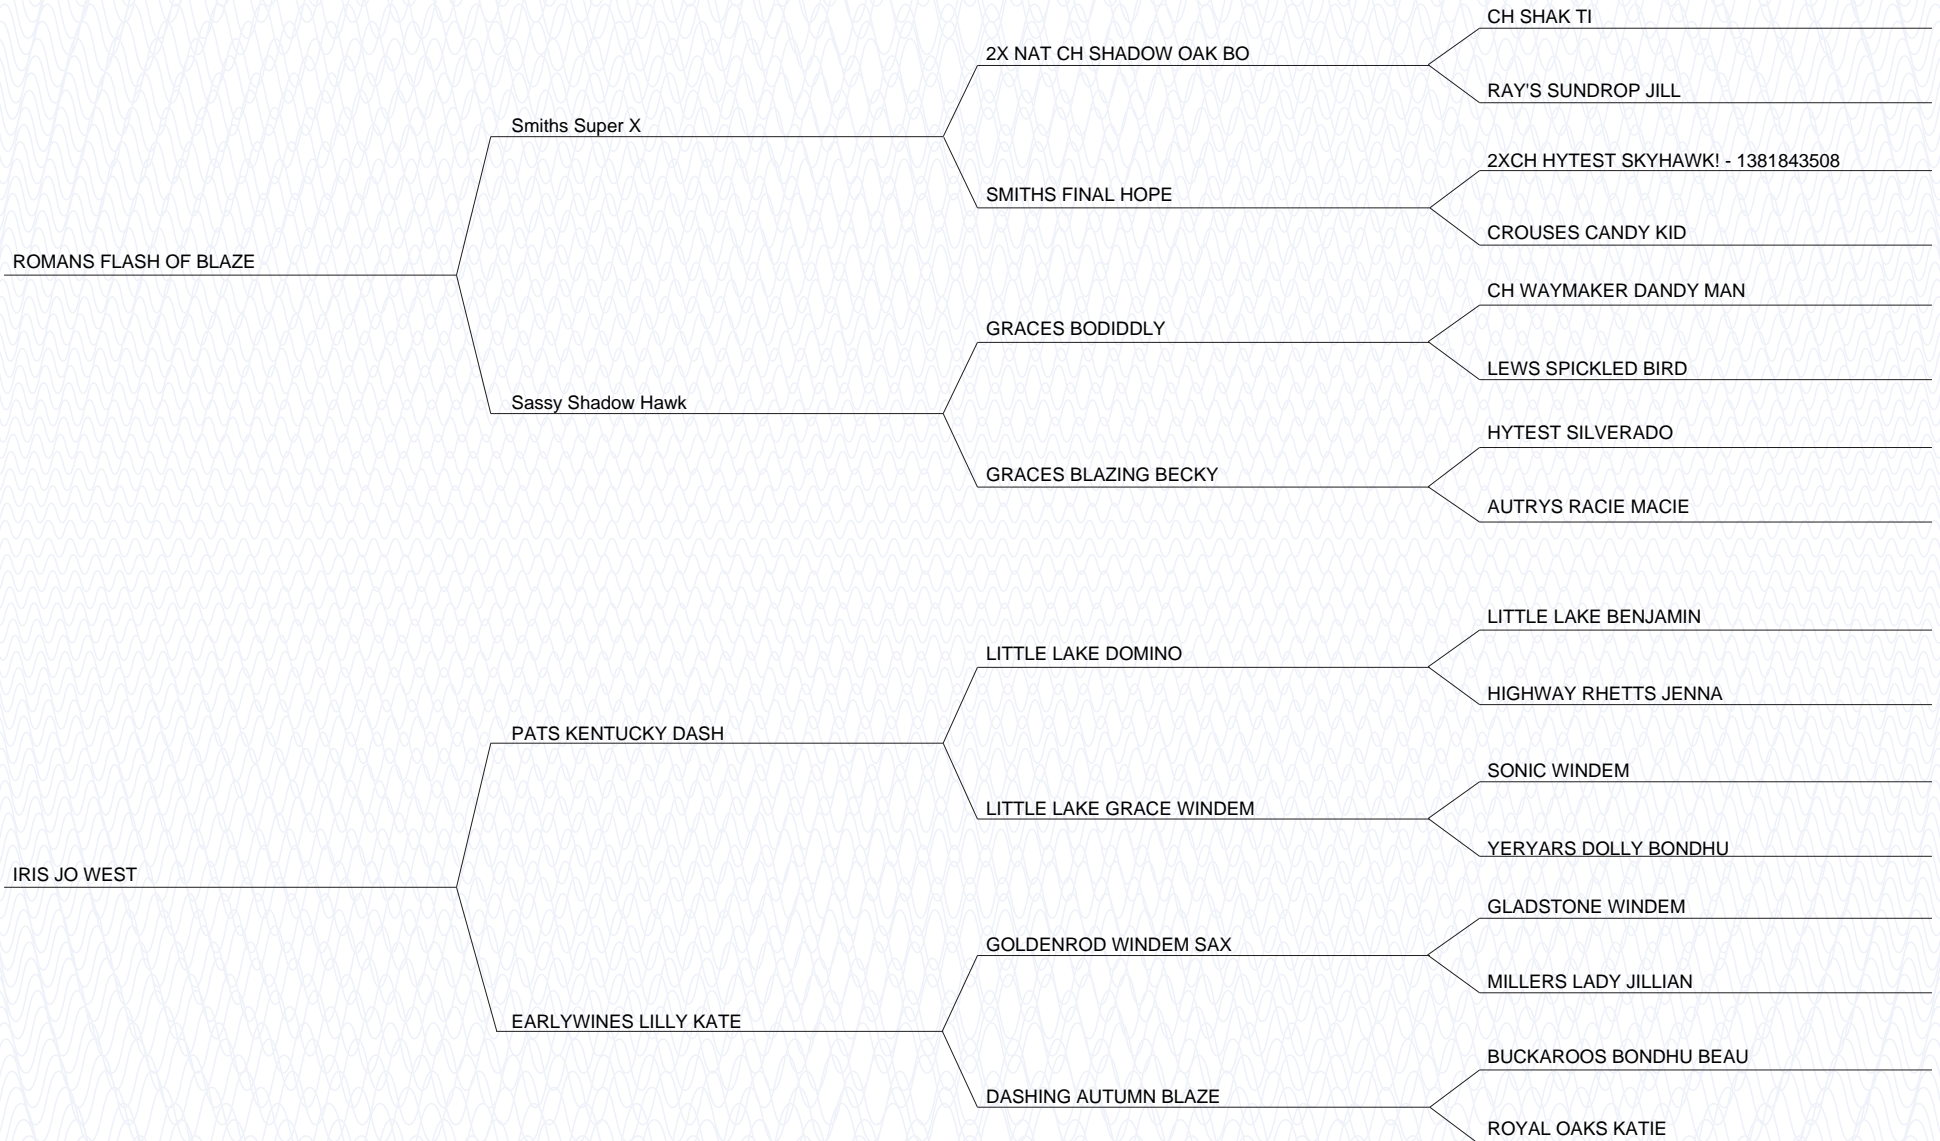 CH SHAK TI
2X NAT CH SHADOW OAK BO
RAY'S SUNDROP JILL
Smiths Super X
2XCH HYTEST SKYHAWK! - 1381843508
SMITHS FINAL HOPE
CROUSES CANDY KID
ROMANS FLASH OF BLAZE
CH WAYMAKER DANDY MAN
GRACES BODIDDLY
LEWS SPICKLED BIRD
Sassy Shadow Hawk
HYTEST SILVERADO
GRACES BLAZING BECKY
AUTRYS RACIE MACIE
LITTLE LAKE BENJAMIN
LITTLE LAKE DOMINO
HIGHWAY RHETTS JENNA
PATS KENTUCKY DASH
SONIC WINDEM
LITTLE LAKE GRACE WINDEM
YERYARS DOLLY BONDHU
IRIS JO WEST
GLADSTONE WINDEM
GOLDENROD WINDEM SAX
MILLERS LADY JILLIAN
EARLYWINES LILLY KATE
BUCKAROOS BONDHU BEAU
DASHING AUTUMN BLAZE
ROYAL OAKS KATIE